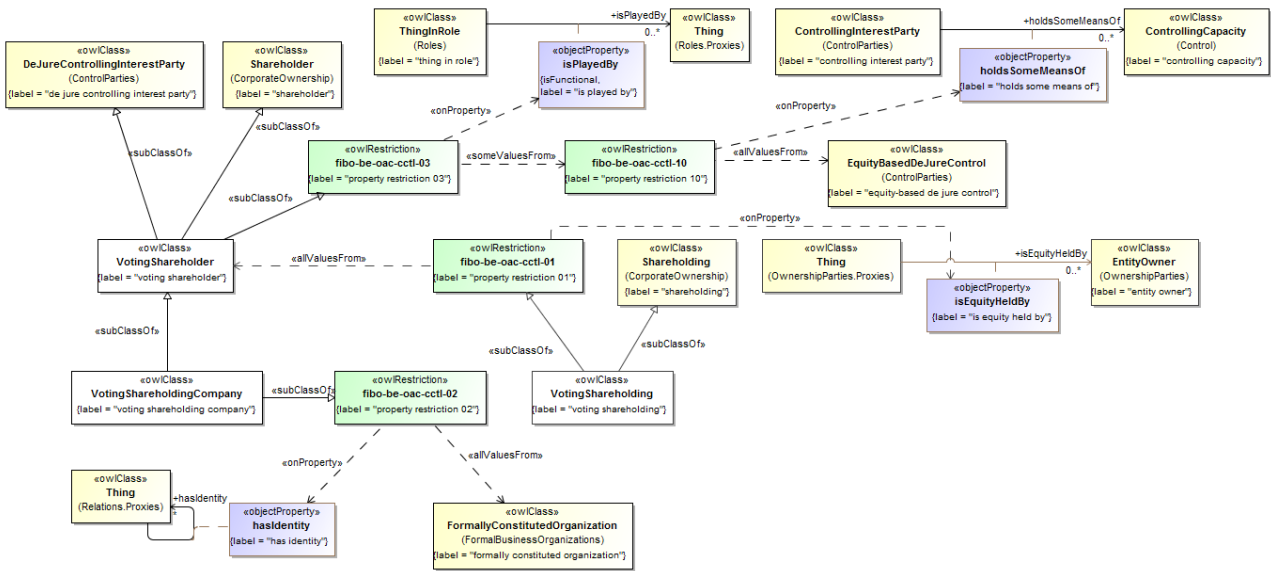 «owlClass»
ThingInRole
(Roles)
{label = "thing in role"}
+isPlayedBy
0..*
«owlClass»
Thing
(Roles.Proxies)
«objectProperty»
isPlayedBy
{isFunctional,
label = "is played by"}
«owlClass»
ControllingInterestParty
(ControlParties)
{label = "controlling interest party"}
+holdsSomeMeansOf
0..*
«owlClass»
ControllingCapacity
(Control)
{label = "controlling capacity"}
«objectProperty»
holdsSomeMeansOf
{label = "holds some means of"}
«owlClass»
DeJureControllingInterestParty
(ControlParties)
{label = "de jure controlling interest party"}
«owlClass»
Shareholder
(CorporateOwnership)
{label = "shareholder"}
«subClassOf»
«subClassOf»
«subClassOf»
«onProperty»
«onProperty»
«owlRestriction»
fibo-be-oac-cctl-03
{label = "property restriction 03"}
«someValuesFrom»
«owlRestriction»
fibo-be-oac-cctl-10
{label = "property restriction 10"}
«allValuesFrom»
«owlClass»
EquityBasedDeJureControl
(ControlParties)
{label = "equity-based de jure control"}
«onProperty»
«owlClass»
VotingShareholder
{label = "voting shareholder"}
«allValuesFrom»
«owlRestriction»
fibo-be-oac-cctl-01
{label = "property restriction 01"}
«owlClass»
Shareholding
(CorporateOwnership)
{label = "shareholding"}
«owlClass»
Thing
(OwnershipParties.Proxies)
+isEquityHeldBy
0..*
«owlClass»
EntityOwner
(OwnershipParties)
{label = "entity owner"}
«objectProperty»
isEquityHeldBy
{label = "is equity held by"}
«subClassOf»
«subClassOf»
«subClassOf»
«owlClass»
VotingShareholdingCompany
{label = "voting shareholding company"}
«subClassOf»
«owlRestriction»
fibo-be-oac-cctl-02
{label = "property restriction 02"}
«owlClass»
VotingShareholding
{label = "voting shareholding"}
«onProperty»
«allValuesFrom»
«owlClass»
Thing
(Relations.Proxies)
+hasIdentity
*
«objectProperty»
hasIdentity
{label = "has identity"}
«owlClass»
FormallyConstitutedOrganization
(FormalBusinessOrganizations)
{label = "formally constituted organization"}